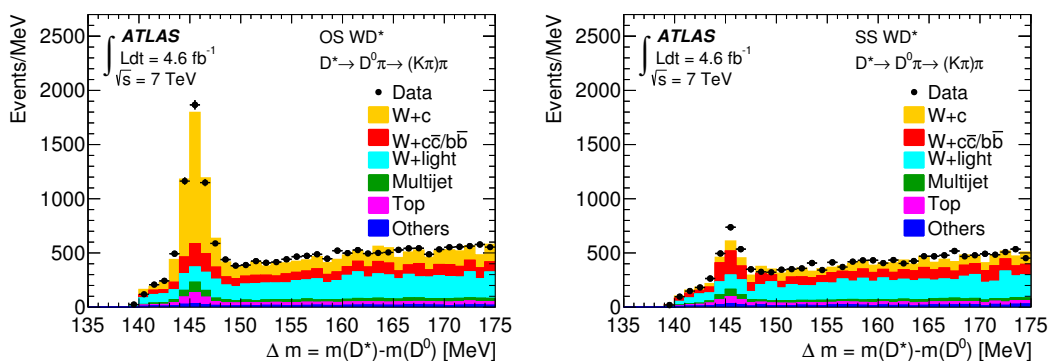 Events/MeV
2500
2000
1500
1000
500
0
ATLAS
∫ Ldt = 4.6 fb⁻¹
√s = 7 TeV
OS WD*
D*→ D⁰π→ (Kπ)π
Data
W+c
W+cc̅/bb̅
W+light
Multijet
Top
Others
135 140 145 150 155 160 165 170 175
Δ m = m(D*)-m(D⁰) [MeV]
Events/MeV
2500
2000
1500
1000
500
0
ATLAS
∫ Ldt = 4.6 fb⁻¹
√s = 7 TeV
SS WD*
D*→ D⁰π→ (Kπ)π
Data
W+c
W+cc̅/bb̅
W+light
Multijet
Top
Others
135 140 145 150 155 160 165 170 175
Δ m = m(D*)-m(D⁰) [MeV]